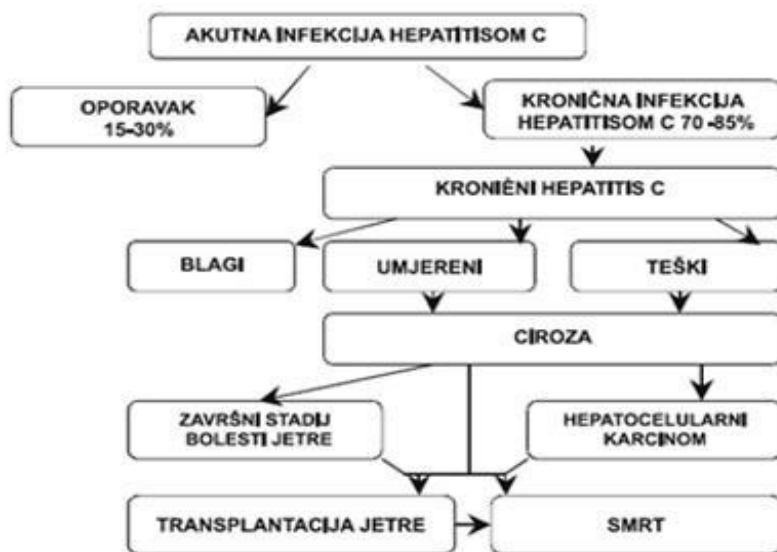 AKUTNA INFEKCIJA HEPATITISOM C
OPORAVAK
15-30%
KRONIČNA INFEKCIJA
HEPATITISOM C 70 -85%
KRONIÈNI HEPATITIS C
BLAGI
UMJERENI
TEŠKI
CIROZA
ZAVRŠNI STADIJ
BOLESTI JETRE
HEPATOCELULARNI
KARCINOM
TRANSPLANTACIJA JETRE
SMRT